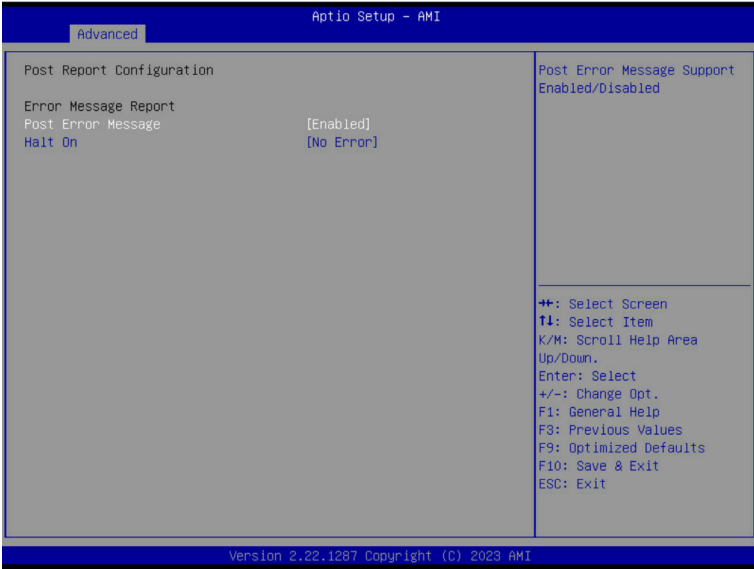 Aptio Setup – AMI
Advanced
Post Report Configuration
Error Message Report
Post Error Message [Enabled]
Halt On [No Error]
Post Error Message Support
Enabled/Disabled
→←: Select Screen
↑↓: Select Item
K/M: Scroll Help Area
Up/Down.
Enter: Select
+/-: Change Opt.
F1: General Help
F3: Previous Values
F9: Optimized Defaults
F10: Save & Exit
ESC: Exit
Version 2.22.1287 Copyright (C) 2023 AMI